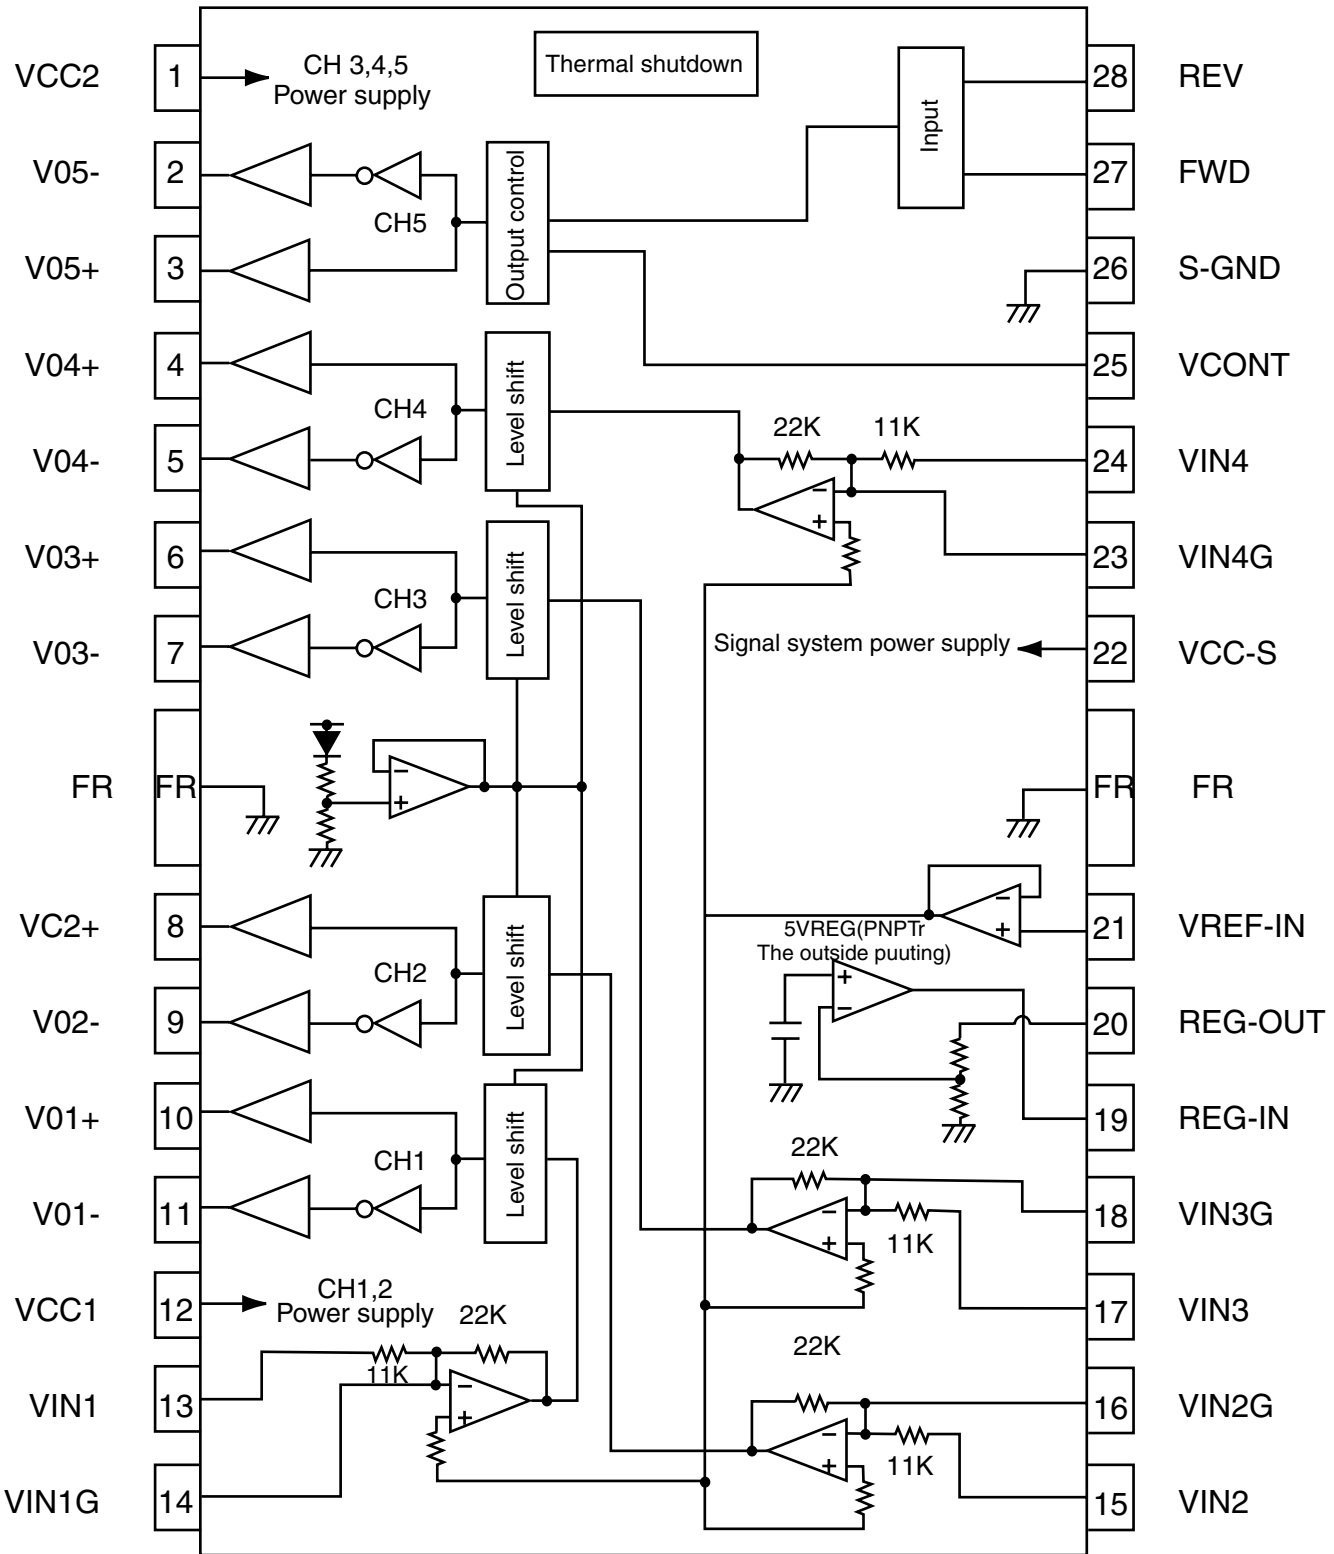 VCC2 1 CH 3,4,5 Thermal shutdown 28 REV
Power supply
Input
V05- 2 27 FWD
CH5
Output control
V05+ 3 26 S-GND
V04+ 4 25 VCONT
CH4 Level shift 22K 11K
V04- 5 − 24 VIN4
+
V03+ 6 23 VIN4G
CH3 Level shift
V03- 7 Signal system power supply 22 VCC-S
FR FR − FR FR
+
VC2+ 8 − 21 VREF-IN
+
5VREG(PNPTr
The outside puuting)
CH2 Level shift +
−
V02- 9 20 REG-OUT
V01+ 10 19 REG-IN
CH1 Level shift 22K
V01- 11 − 18 VIN3G
+ 11K
VCC1 12 CH1,2 17 VIN3
Power supply 22K
22K
11K
VIN1 13 − 16 VIN2G
+ −
+ 11K
VIN1G 14 15 VIN2